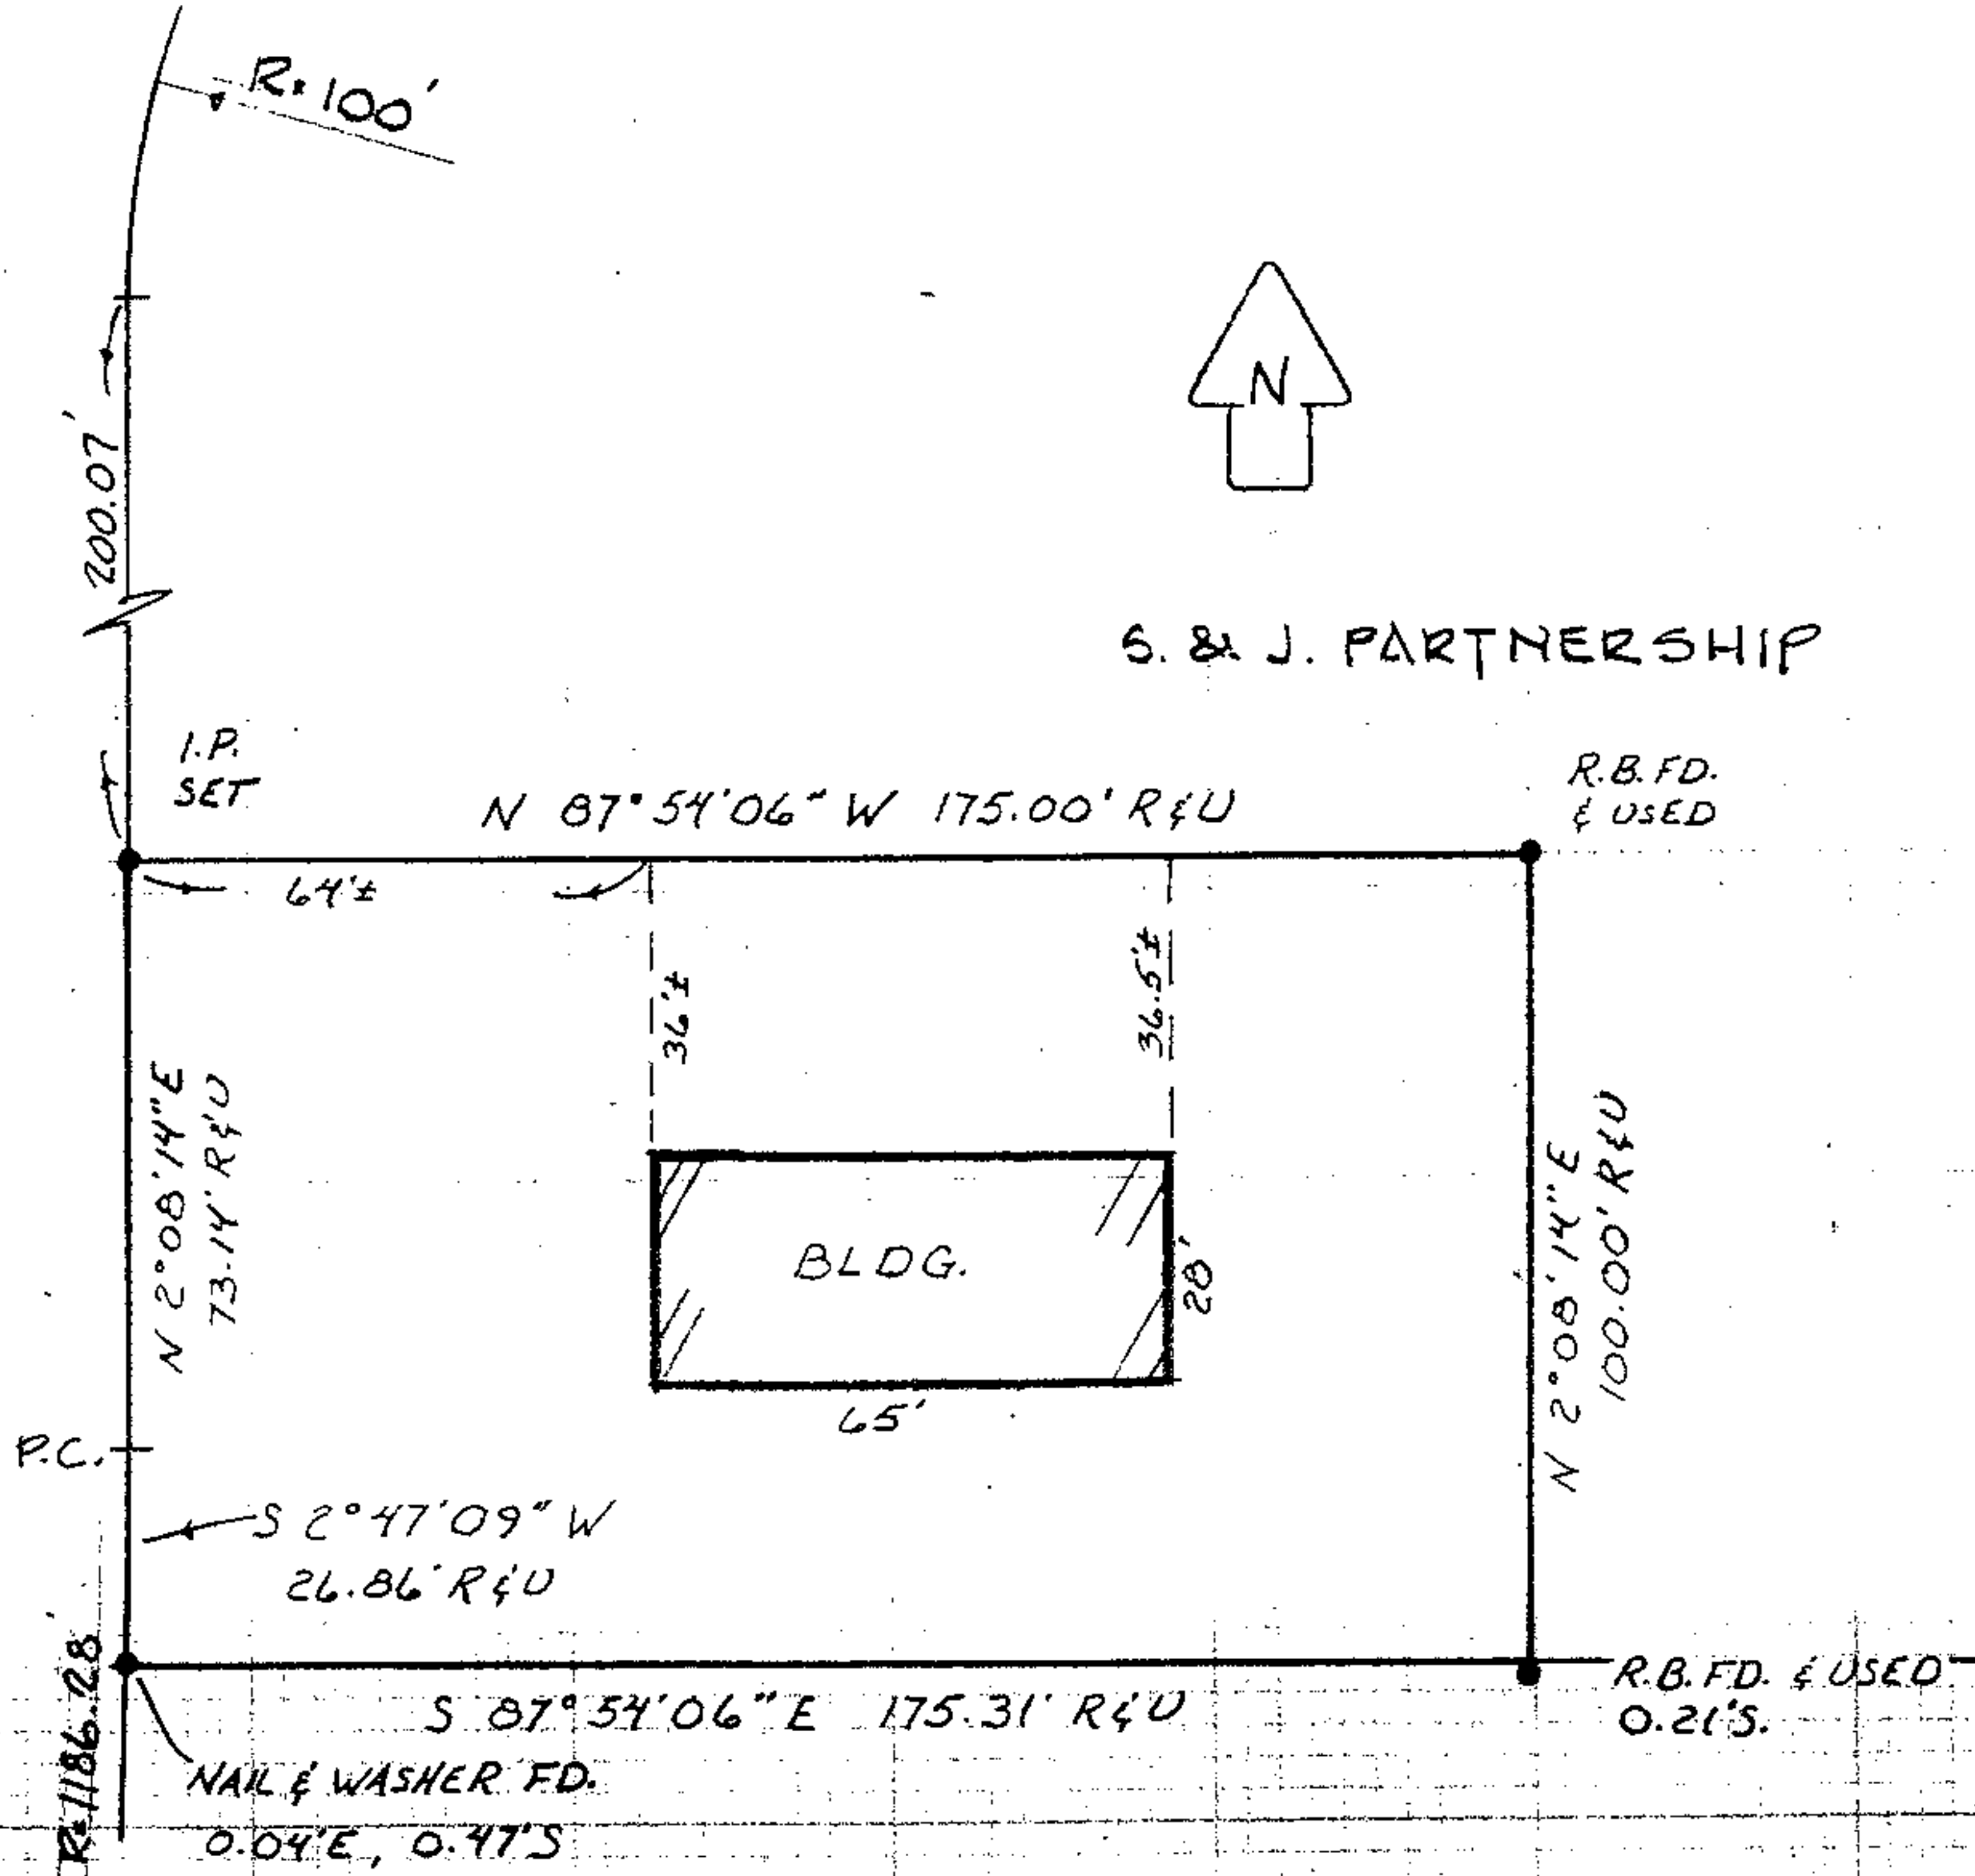 R=100'
N
200.07'
S. & J. PARTNERSHIP
I.P.
SET
R.B.FD.
& USED
N 87°54'06" W 175.00' R&U
64'±
36'±
36.5'±
N 2°08'14"E
73.14' R&U
BLDG.
28'
65'
N 2°08'14"E
100.00' R&U
P.C.
S 2°47'09" W
26.86' R&U
R=1186.28'
S 87°54'06" E 175.31' R&U
R.B.FD. & USED
0.21'S.
NAIL & WASHER FD.
0.04'E, 0.47'S